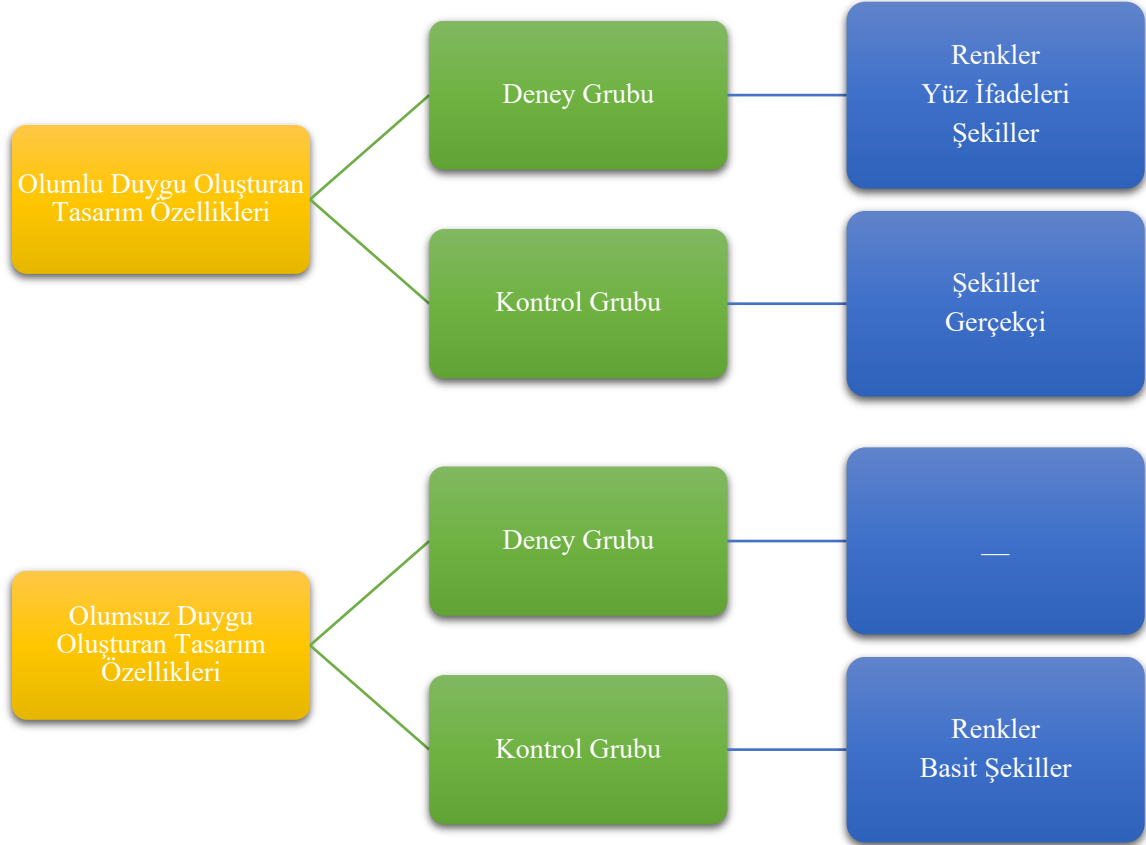 Olumlu Duygu Oluşturan
Tasarım Özellikleri
Deney Grubu
Renkler
Yüz İfadeleri
Şekiller
Kontrol Grubu
Şekiller
Gerçekçi
Olumsuz Duygu
Oluşturan Tasarım
Özellikleri
Deney Grubu
—
Kontrol Grubu
Renkler
Basit Şekiller